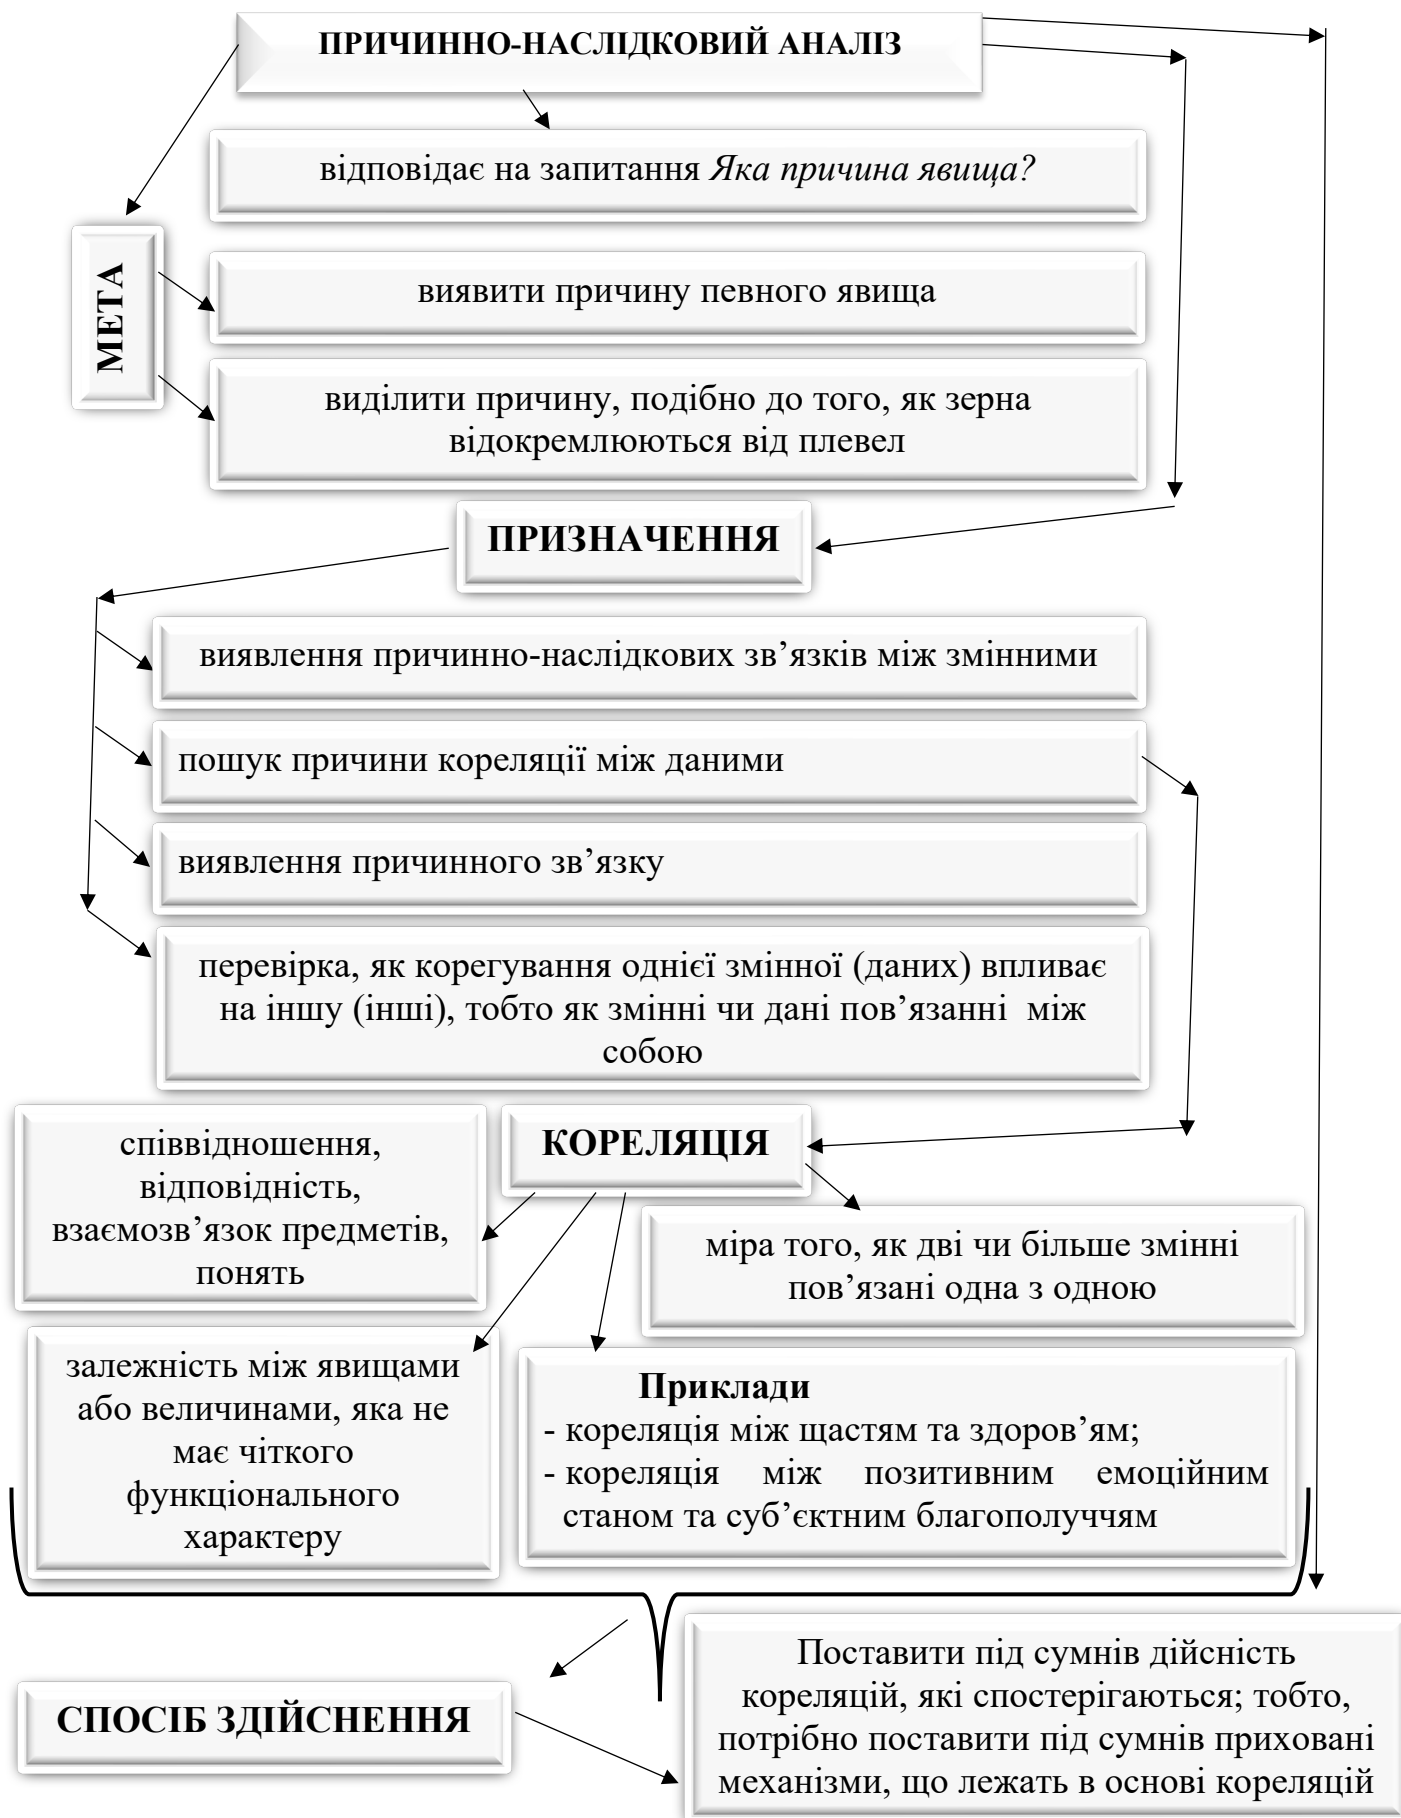 ПРИЧИННО-НАСЛІДКОВИЙ АНАЛІЗ
відповідає на запитання Яка причина явища?
МЕТА
виявити причину певного явища
виділити причину, подібно до того, як зерна
відокремлюються від плевел
ПРИЗНАЧЕННЯ
виявлення причинно-наслідкових зв’язків між змінними
пошук причини кореляції між даними
виявлення причинного зв’язку
перевірка, як корегування однієї змінної (даних) впливає
на іншу (інші), тобто як змінні чи дані пов’язанні між
собою
КОРЕЛЯЦІЯ
співвідношення,
відповідність,
взаємозв’язок предметів,
понять
міра того, як дві чи більше змінні
пов’язані одна з одною
залежність між явищами
або величинами, яка не
має чіткого
функціонального
характеру
Приклади
- кореляція між щастям та здоров’ям;
- кореляція між позитивним емоційним
станом та суб’єктним благополуччям
СПОСІБ ЗДІЙСНЕННЯ
Поставити під сумнів дійсність
кореляцій, які спостерігаються; тобто,
потрібно поставити під сумнів приховані
механізми, що лежать в основі кореляцій